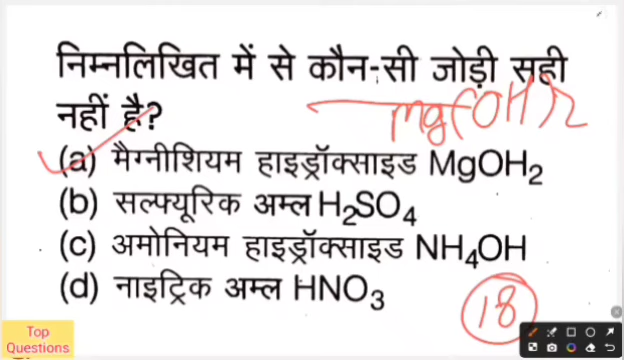 निम्नलिखित में से कौन-सी जोड़ी सही
नहीं है?
Mg(OH)2
(a) मैग्नीशियम हाइड्रॉक्साइड MgOH₂
(b) सल्फ्यूरिक अम्ल H₂SO₄
(c) अमोनियम हाइड्रॉक्साइड NH₄OH
(d) नाइट्रिक अम्ल HNO₃
18
Top
Questions